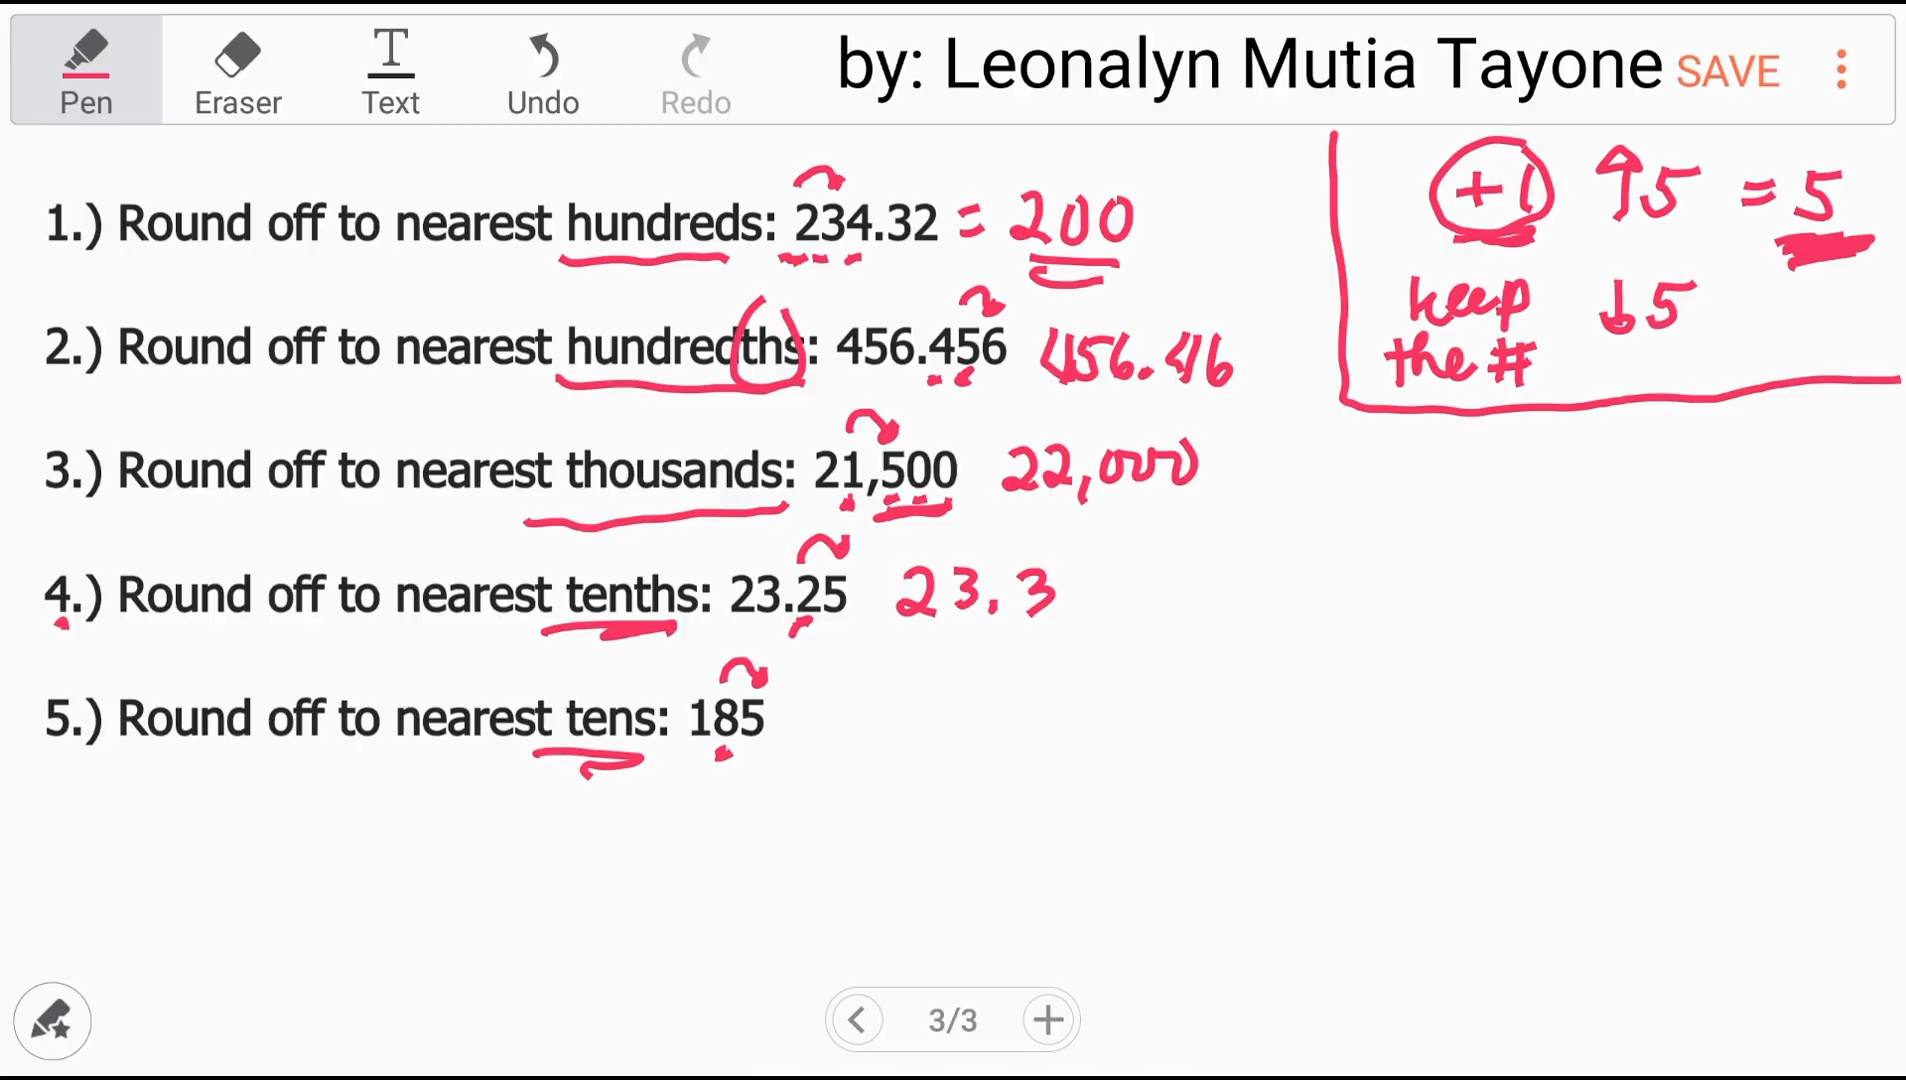 Pen Eraser Text Undo Redo by: Leonalyn Mutia Tayone SAVE
+1 ↑5 = 5
keep ↓5
the #
1.) Round off to nearest hundreds: 234.32 = 200
2.) Round off to nearest hundredths: 456.456 456.46
3.) Round off to nearest thousands: 21,500 22,000
4.) Round off to nearest tenths: 23.25 23.3
5.) Round off to nearest tens: 185
3/3